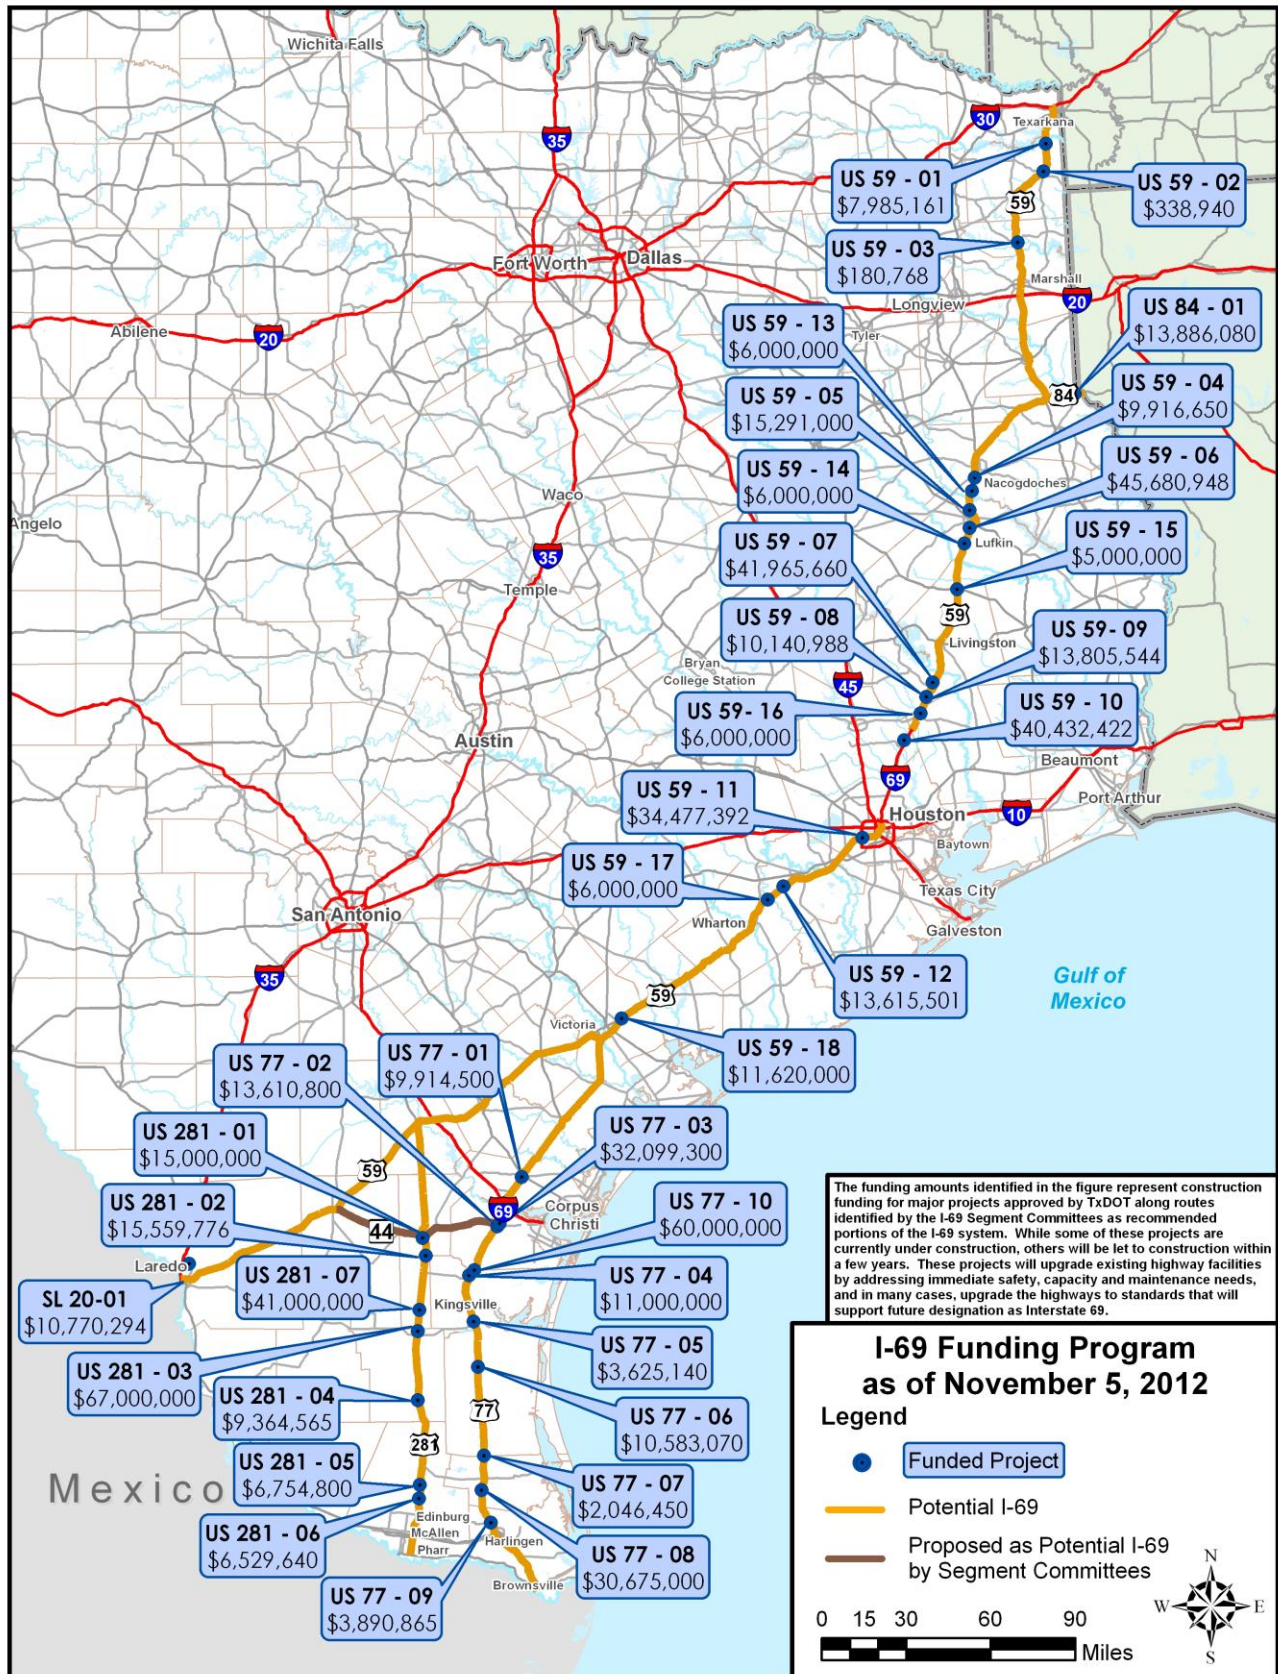 Wichita Falls
35
30
Texarkana
US 59 - 01
$7,985,161
US 59 - 02
$338,940
59
US 59 - 03
$180,768
Fort Worth
Dallas
Marshall
Longview
20
Abilene
20
Tyler
US 84 - 01
$13,886,080
US 59 - 13
$6,000,000
84
US 59 - 04
$9,916,650
US 59 - 05
$15,291,000
US 59 - 06
$45,680,948
US 59 - 14
$6,000,000
Nacogdoches
Waco
Angelo
Lufkin
US 59 - 15
$5,000,000
US 59 - 07
$41,965,660
35
Temple
59
US 59 - 08
$10,140,988
Livingston
US 59- 09
$13,805,544
Bryan
College Station
45
US 59- 16
$6,000,000
US 59 - 10
$40,432,422
Austin
Beaumont
69
Port Arthur
US 59 - 11
$34,477,392
Houston
10
Baytown
US 59 - 17
$6,000,000
Texas City
San Antonio
Wharton
Galveston
35
US 59 - 12
$13,615,501
Gulf of
Mexico
59
Victoria
US 59 - 18
$11,620,000
US 77 - 01
$9,914,500
US 77 - 02
$13,610,800
US 77 - 03
$32,099,300
US 281 - 01
$15,000,000
59
US 281 - 02
$15,559,776
69
Corpus
Christi
44
US 77 - 10
$60,000,000
Laredo
US 77 - 04
$11,000,000
SL 20-01
$10,770,294
US 281 - 07
$41,000,000
Kingsville
US 77 - 05
$3,625,140
US 281 - 03
$67,000,000
US 281 - 04
$9,364,565
77
US 77 - 06
$10,583,070
281
US 281 - 05
$6,754,800
US 77 - 07
$2,046,450
Mexico
Edinburg
McAllen
Pharr
Harlingen
US 281 - 06
$6,529,640
US 77 - 08
$30,675,000
Brownsville
US 77 - 09
$3,890,865
The funding amounts identified in the figure represent construction
funding for major projects approved by TxDOT along routes
identified by the I-69 Segment Committees as recommended
portions of the I-69 system. While some of these projects are
currently under construction, others will be let to construction within
a few years. These projects will upgrade existing highway facilities
by addressing immediate safety, capacity and maintenance needs,
and in many cases, upgrade the highways to standards that will
support future designation as Interstate 69.
I-69 Funding Program
as of November 5, 2012
Legend
Funded Project
Potential I-69
Proposed as Potential I-69
by Segment Committees
N
W E
S
0 15 30 60 90
Miles